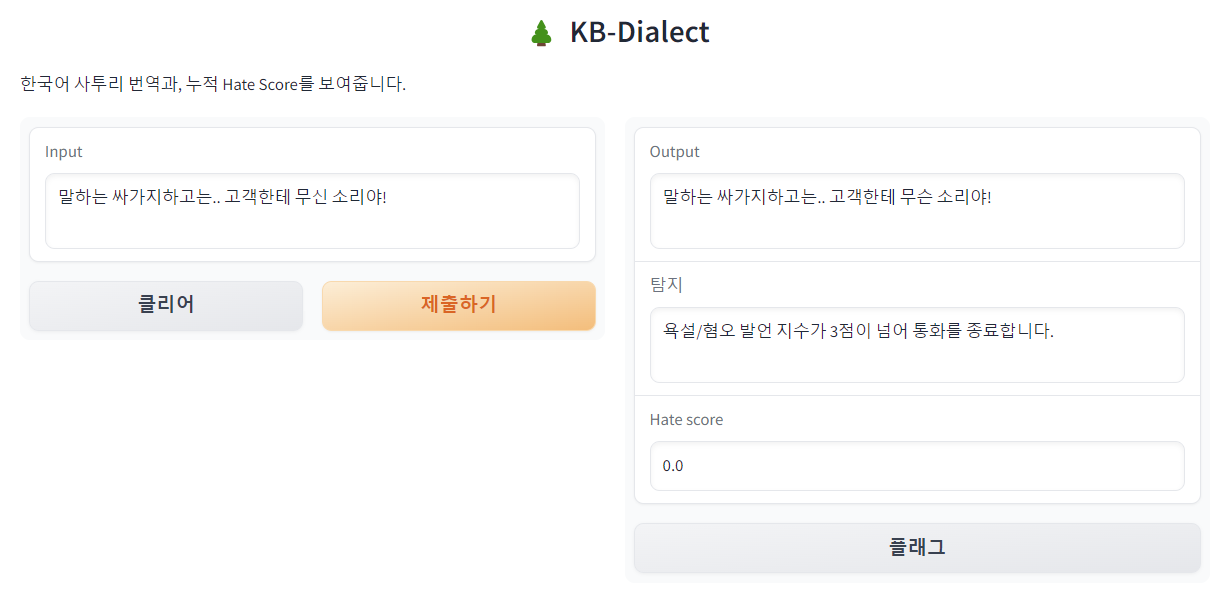 🌲 KB-Dialect
한국어 사투리 번역과, 누적 Hate Score를 보여줍니다.
Input
말하는 싸가지하고는.. 고객한테 무신 소리야!
클리어
제출하기
Output
말하는 싸가지하고는.. 고객한테 무슨 소리야!
탐지
욕설/혐오 발언 지수가 3점이 넘어 통화를 종료합니다.
Hate score
0.0
플래그